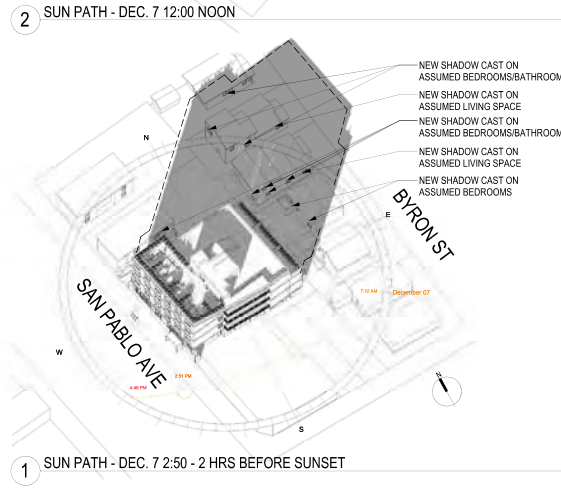 2
SUN PATH - DEC. 7 12:00 NOON
NEW SHADOW CAST ON
ASSUMED BEDROOMS/BATHROOM
NEW SHADOW CAST ON
ASSUMED LIVING SPACE
NEW SHADOW CAST ON
ASSUMED BEDROOMS/BATHROOM
NEW SHADOW CAST ON
ASSUMED LIVING SPACE
NEW SHADOW CAST ON
ASSUMED BEDROOMS
N
E
BYRON ST
7:12 AM
December 07
SAN PABLO AVE
W
2:51 PM
4:48 PM
N
S
1
SUN PATH - DEC. 7 2:50 - 2 HRS BEFORE SUNSET